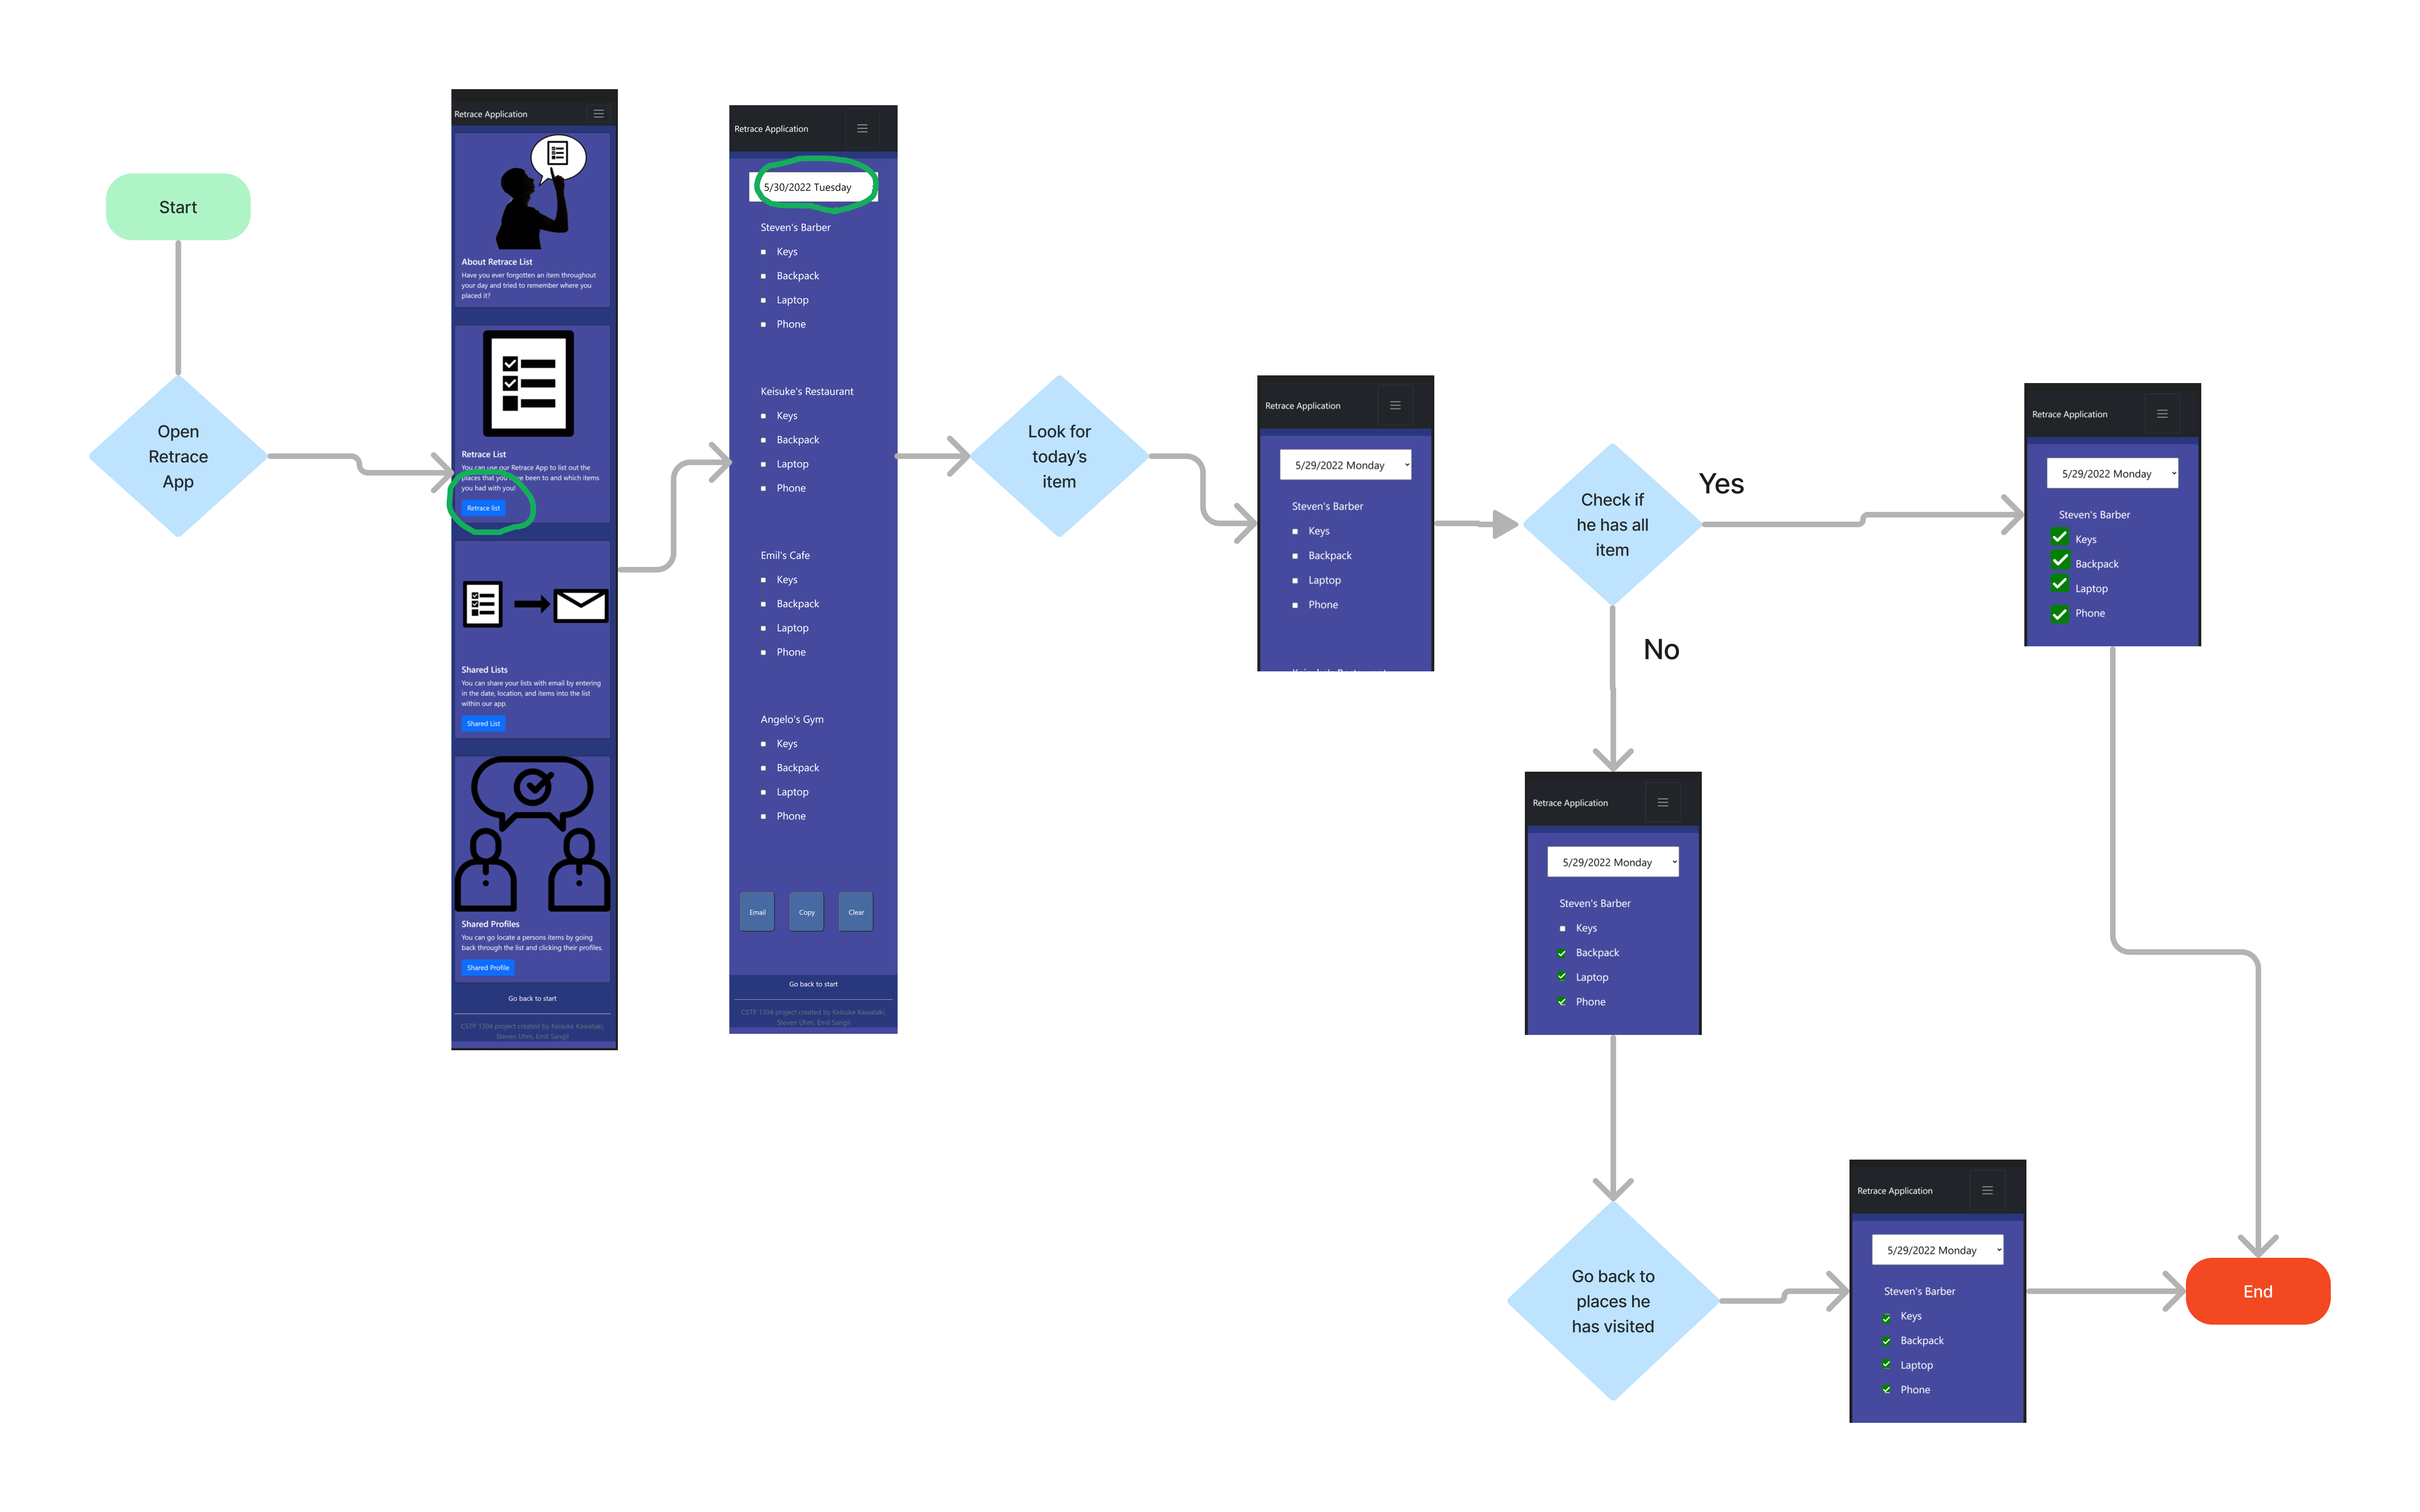 Start
Open
Retrace
App
Retrace Application
About Retrace List
Have you ever forgotten an item throughout
your day and tried to remember where you
placed it?
Retrace List
You can use our Retrace App to list out the
places that you have been to and which items
you had with you!
Retrace list
Shared Lists
You can share your lists with email by entering
in the date, location, and items into the list
within our app.
Shared List
Shared Profiles
You can go locate a persons items by going
back through the list and clicking their profiles.
Shared Profile
Go back to start
CSTP 1304 project created by Keisuke Kawataki,
Steven Uhm, Emil Sangil
Retrace Application
5/30/2022 Tuesday
Steven's Barber
Keys
Backpack
Laptop
Phone
Keisuke's Restaurant
Keys
Backpack
Laptop
Phone
Emil's Cafe
Keys
Backpack
Laptop
Phone
Angelo's Gym
Keys
Backpack
Laptop
Phone
Email
Copy
Clear
Go back to start
CSTP 1304 project created by Keisuke Kawataki,
Steven Uhm, Emil Sangil
Look for
today's
item
Retrace Application
5/29/2022 Monday
Steven's Barber
Keys
Backpack
Laptop
Phone
Check if
he has all
item
Yes
Retrace Application
5/29/2022 Monday
Steven's Barber
Keys
Backpack
Laptop
Phone
No
Retrace Application
5/29/2022 Monday
Steven's Barber
Keys
Backpack
Laptop
Phone
Go back to
places he
has visited
Retrace Application
5/29/2022 Monday
Steven's Barber
Keys
Backpack
Laptop
Phone
End